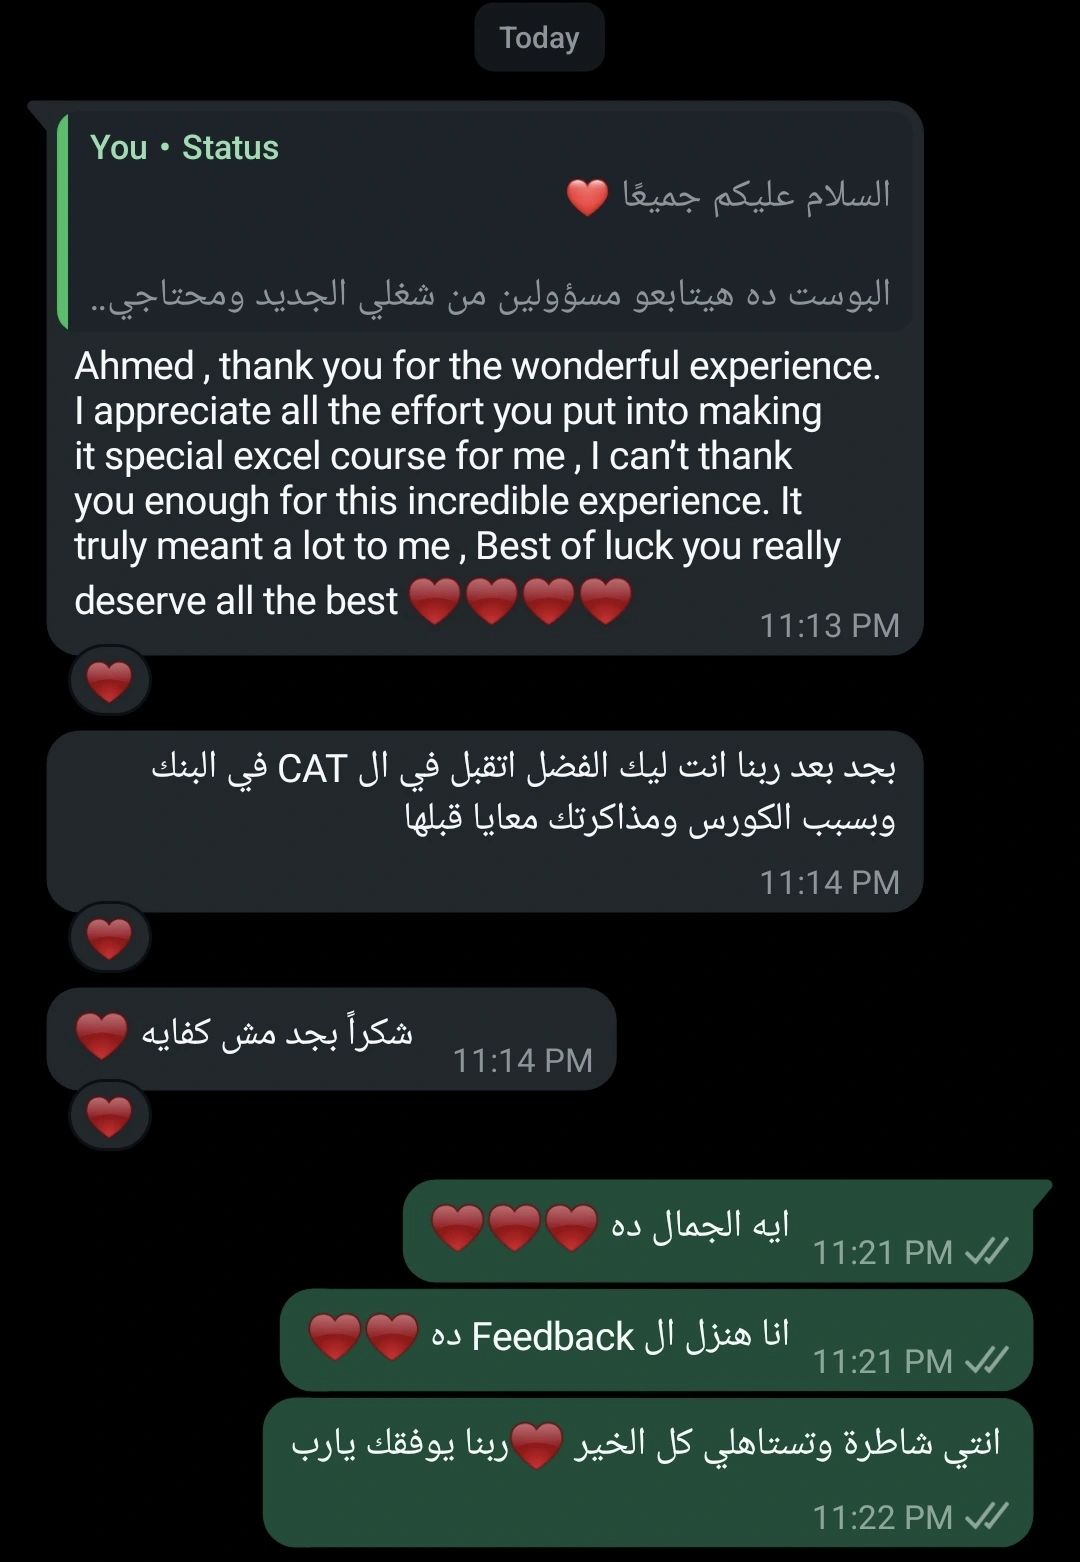 Today
You • Status
السلام عليكم جميعًا ❤️
البوست ده هيتابعو مسؤولين من شغلي الجديد ومحتاجي..
Ahmed , thank you for the wonderful experience.
I appreciate all the effort you put into making
it special excel course for me , I can’t thank
you enough for this incredible experience. It
truly meant a lot to me , Best of luck you really
deserve all the best ❤️❤️❤️❤️
11:13 PM
❤️
بجد بعد ربنا انت ليك الفضل اتقبل في ال CAT في البنك
وبسبب الكورس ومذاكرتك معايا قبلها
11:14 PM
❤️
شكراً بجد مش كفايه ❤️
11:14 PM
❤️
ايه الجمال ده ❤️❤️❤️
11:21 PM
انا هنزل ال Feedback ده ❤️❤️
11:21 PM
انتي شاطرة وتستاهلي كل الخير ❤️ربنا يوفقك يارب
11:22 PM